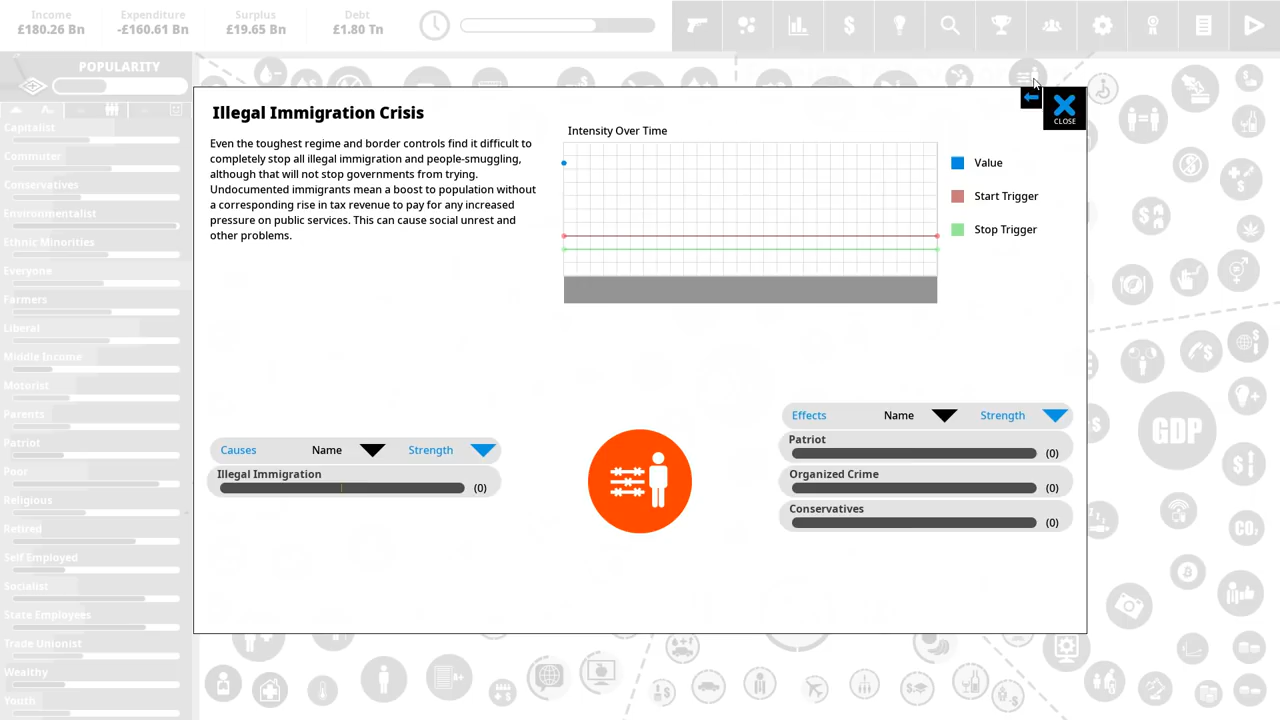 Income
£180.26 Bn
Expenditure
-£160.61 Bn
Surplus
£19.65 Bn
Debt
£1.80 Tn
POPULARITY
Capitalist
Commuter
Conservatives
Environmentalist
Ethnic Minorities
Everyone
Farmers
Liberal
Middle Income
Motorist
Parents
Patriot
Poor
Religious
Retired
Self Employed
Socialist
State Employees
Trade Unionist
Wealthy
Youth
Illegal Immigration Crisis
Even the toughest regime and border controls find it difficult to
completely stop all illegal immigration and people-smuggling,
although that will not stop governments from trying.
Undocumented immigrants mean a boost to population without
a corresponding rise in tax revenue to pay for any increased
pressure on public services. This can cause social unrest and
other problems.
Intensity Over Time
Value
Start Trigger
Stop Trigger
CLOSE
Causes Name Strength
Illegal Immigration
(0)
Effects Name Strength
Patriot
(0)
Organized Crime
(0)
Conservatives
(0)
GDP
CO₂